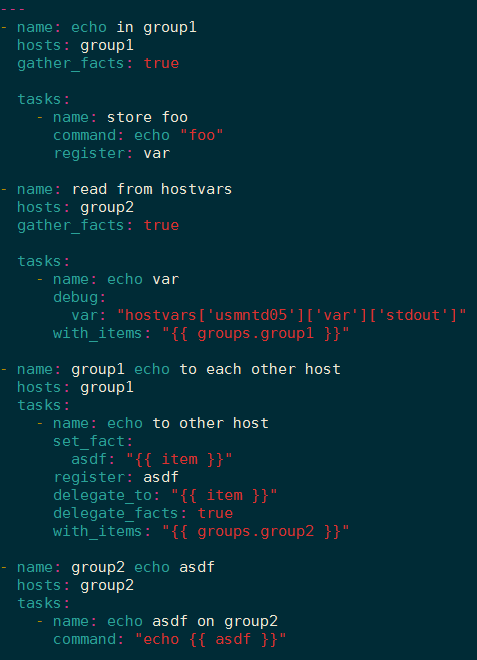 ---
- name: echo in group1
  hosts: group1
  gather_facts: true

  tasks:
    - name: store foo
      command: echo "foo"
      register: var

- name: read from hostvars
  hosts: group2
  gather_facts: true

  tasks:
    - name: echo var
      debug:
        var: "hostvars['usmntd05']['var']['stdout']"
      with_items: "{{ groups.group1 }}"

- name: group1 echo to each other host
  hosts: group1
  tasks:
    - name: echo to other host
      set_fact:
        asdf: "{{ item }}"
      register: asdf
      delegate_to: "{{ item }}"
      delegate_facts: true
      with_items: "{{ groups.group2 }}"

- name: group2 echo asdf
  hosts: group2
  tasks:
    - name: echo asdf on group2
      command: "echo {{ asdf }}"